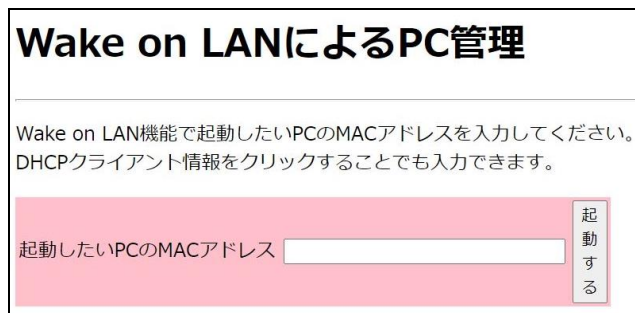 Wake on LANによるPC管理
Wake on LAN機能で起動したいPCのMACアドレスを入力してください。
DHCPクライアント情報をクリックすることでも入力できます。
起動したいPCのMACアドレス
起動する